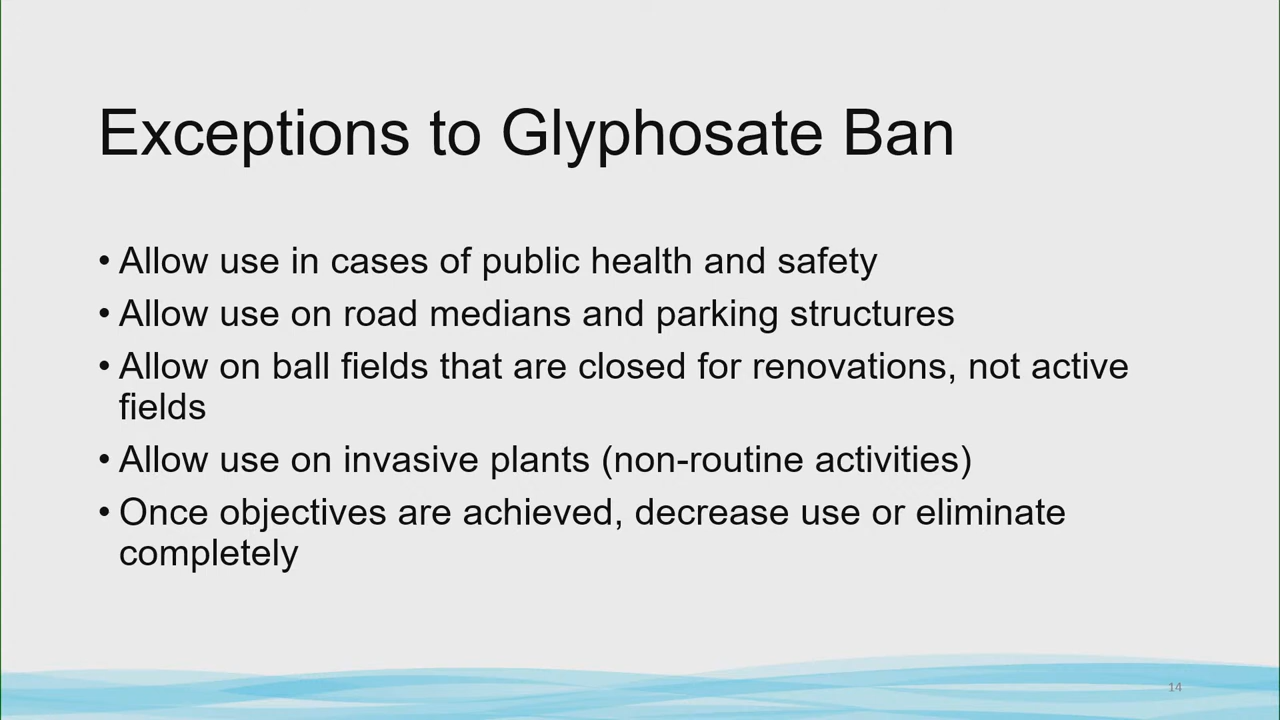 Exceptions to Glyphosate Ban
• Allow use in cases of public health and safety
• Allow use on road medians and parking structures
• Allow on ball fields that are closed for renovations, not active
fields
• Allow use on invasive plants (non-routine activities)
• Once objectives are achieved, decrease use or eliminate
completely
14